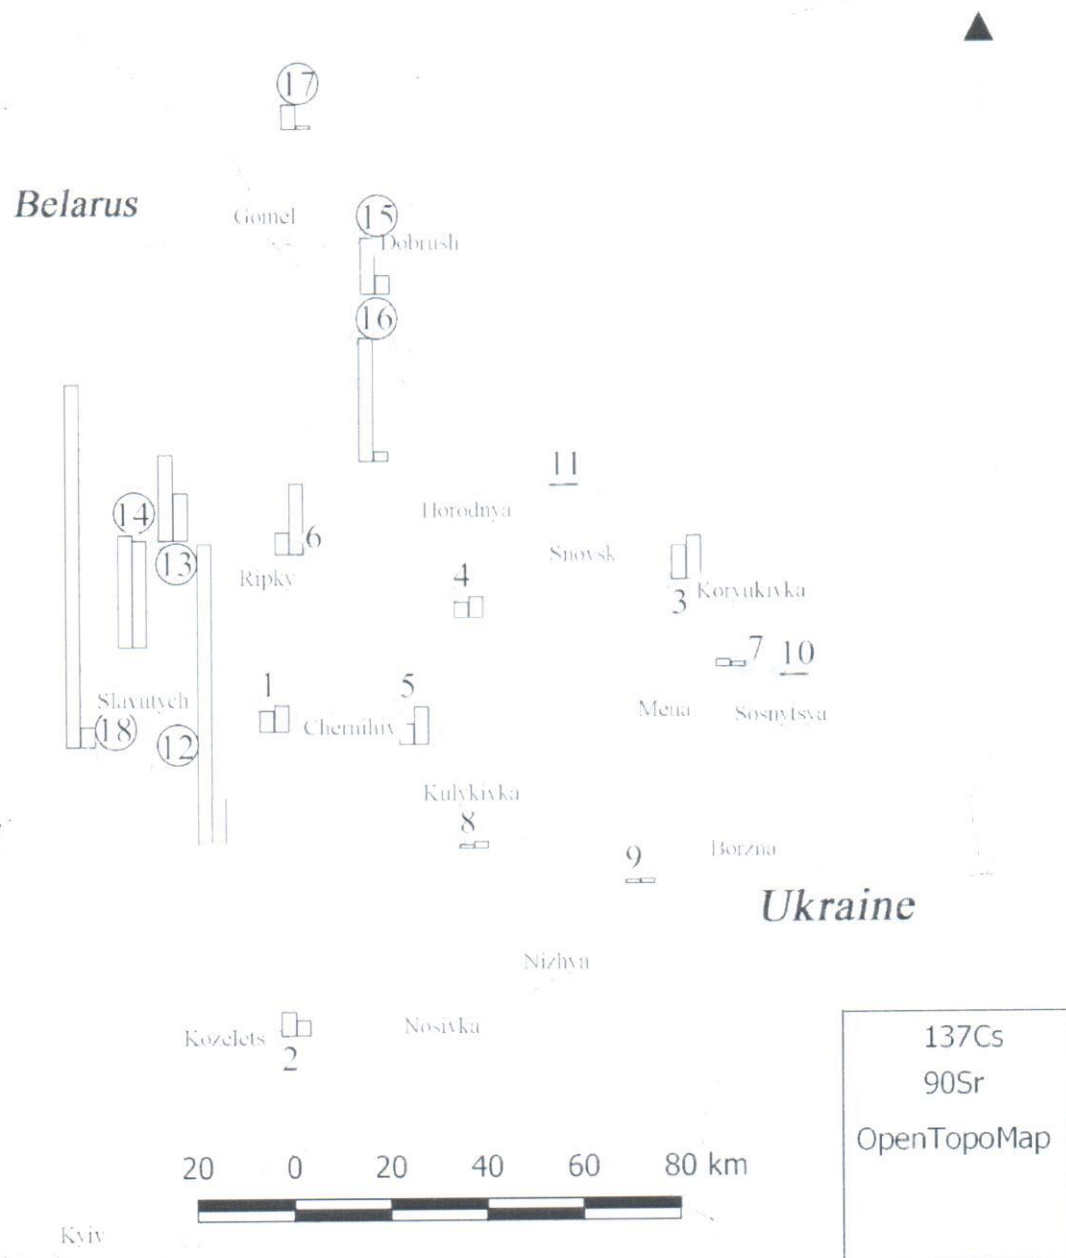 17
Belarus
Gomel
15
Dobrush
16
11
14
Horodnya
6
Snovsk
13
Ripky
4
3
Koryukivka
7
10
1
5
Slavutych
18
Chernihiv
Mena
Sosnytsya
12
Kulykivka
8
9
Borzna
Ukraine
Nizhyn
Kozelets
Nosivka
2
137Cs
90Sr
OpenTopoMap
20 0 20 40 60 80 km
Kyiv